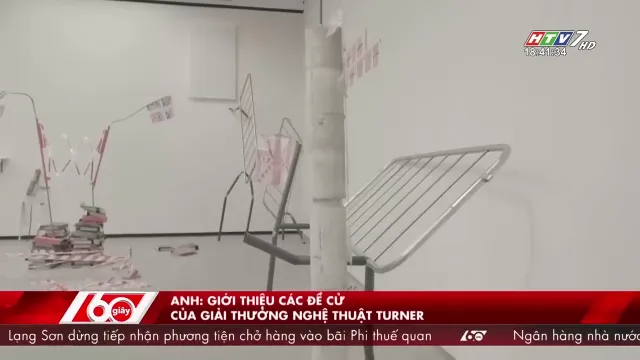 HTV7 HD
18:41:34
60 giây
ANH: GIỚI THIỆU CÁC ĐỀ CỬ
CỦA GIẢI THƯỞNG NGHỆ THUẬT TURNER
Lạng Sơn dừng tiếp nhận phương tiện chở hàng vào bãi Phi thuế quan
60
Ngân hàng nhà nước